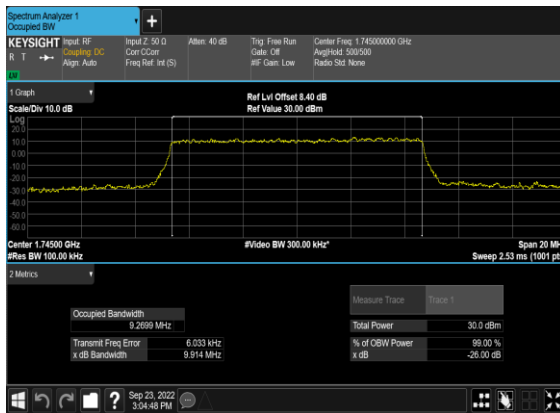 Spectrum Analyzer 1
Occupied BW
KEYSIGHT
R T
Input: RF
Coupling: DC
Align: Auto
Input Z: 50 Ω
Corr CCorr
Freq Ref: Int (S)
Atten: 40 dB
Trig: Free Run
Gate: Off
#IF Gain: Low
Center Freq: 1.745000000 GHz
Avg|Hold: 500/500
Radio Std: None
1 Graph
Scale/Div 10.0 dB
Ref Lvl Offset 8.40 dB
Ref Value 30.00 dBm
Log
20.0
10.0
0.00
-10.0
-20.0
-30.0
-40.0
-50.0
-60.0
Center 1.74500 GHz
#Res BW 100.00 kHz
#Video BW 300.00 kHz*
Span 20 MH
Sweep 2.53 ms (1001 pt
2 Metrics
Occupied Bandwidth
9.2699 MHz
Transmit Freq Error 6.033 kHz
x dB Bandwidth 9.914 MHz
Measure Trace Trace 1
Total Power 30.0 dBm
% of OBW Power 99.00 %
x dB -26.00 dB
?
Sep 23, 2022
3:04:48 PM